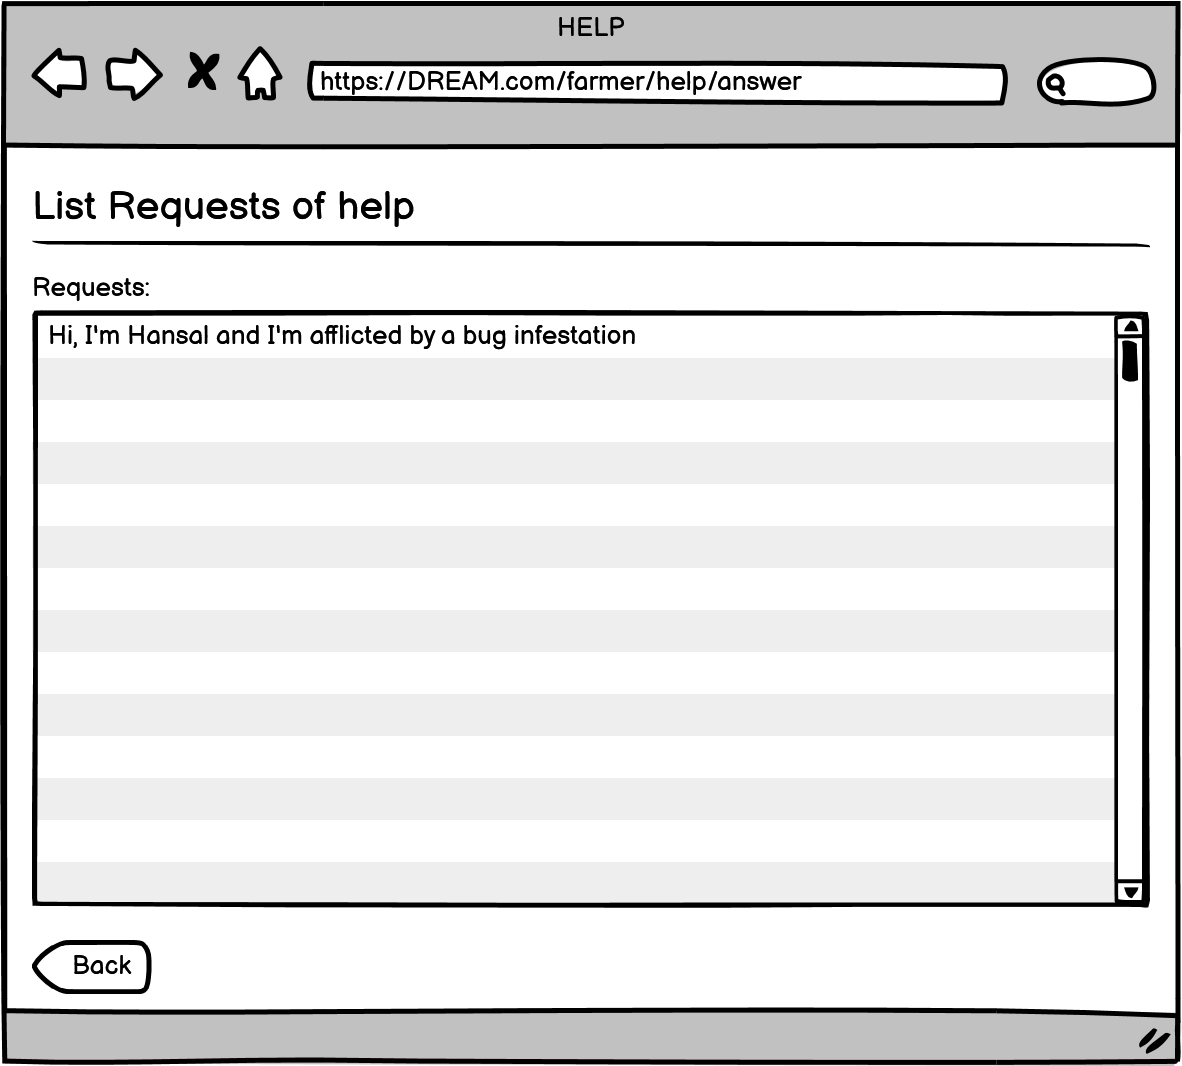 HELP
https://DREAM.com/farmer/help/answer
List Requests of help
Requests:
Hi, I'm Hansal and I'm afflicted by a bug infestation
Back